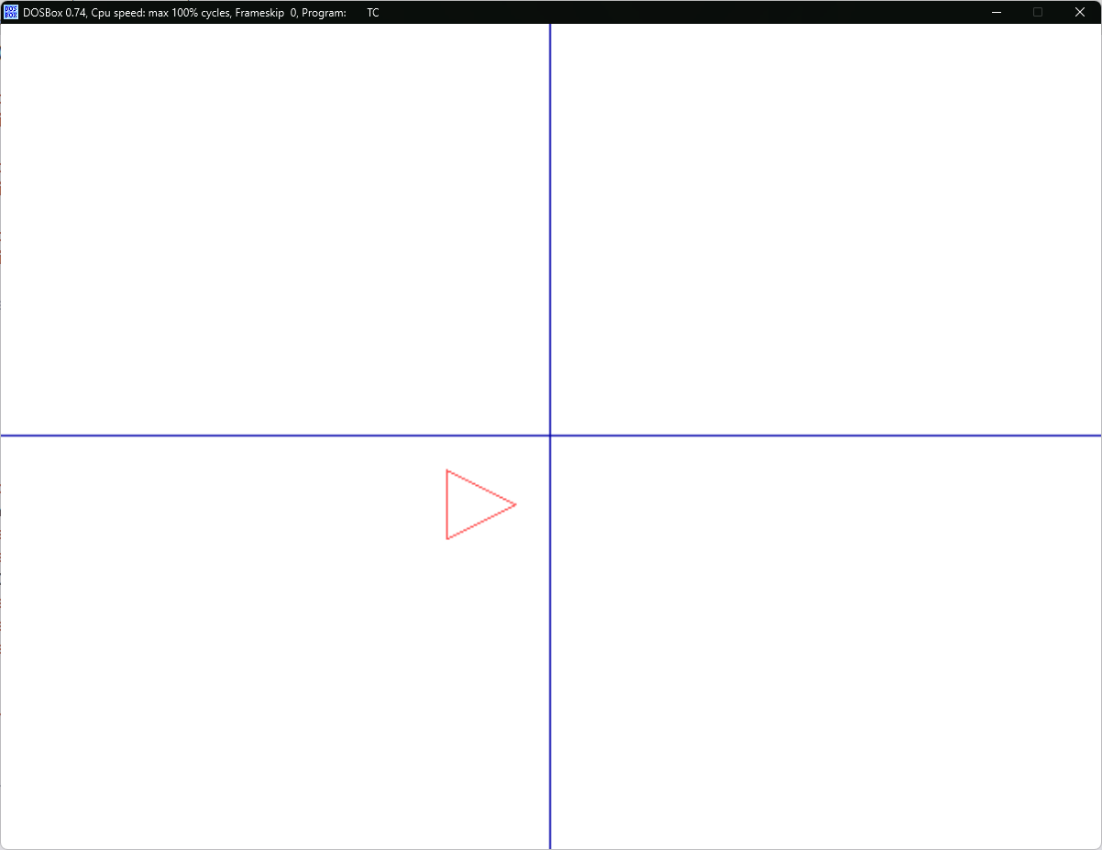 DOSBox 0.74, Cpu speed: max 100% cycles, Frameskip 0, Program: TC